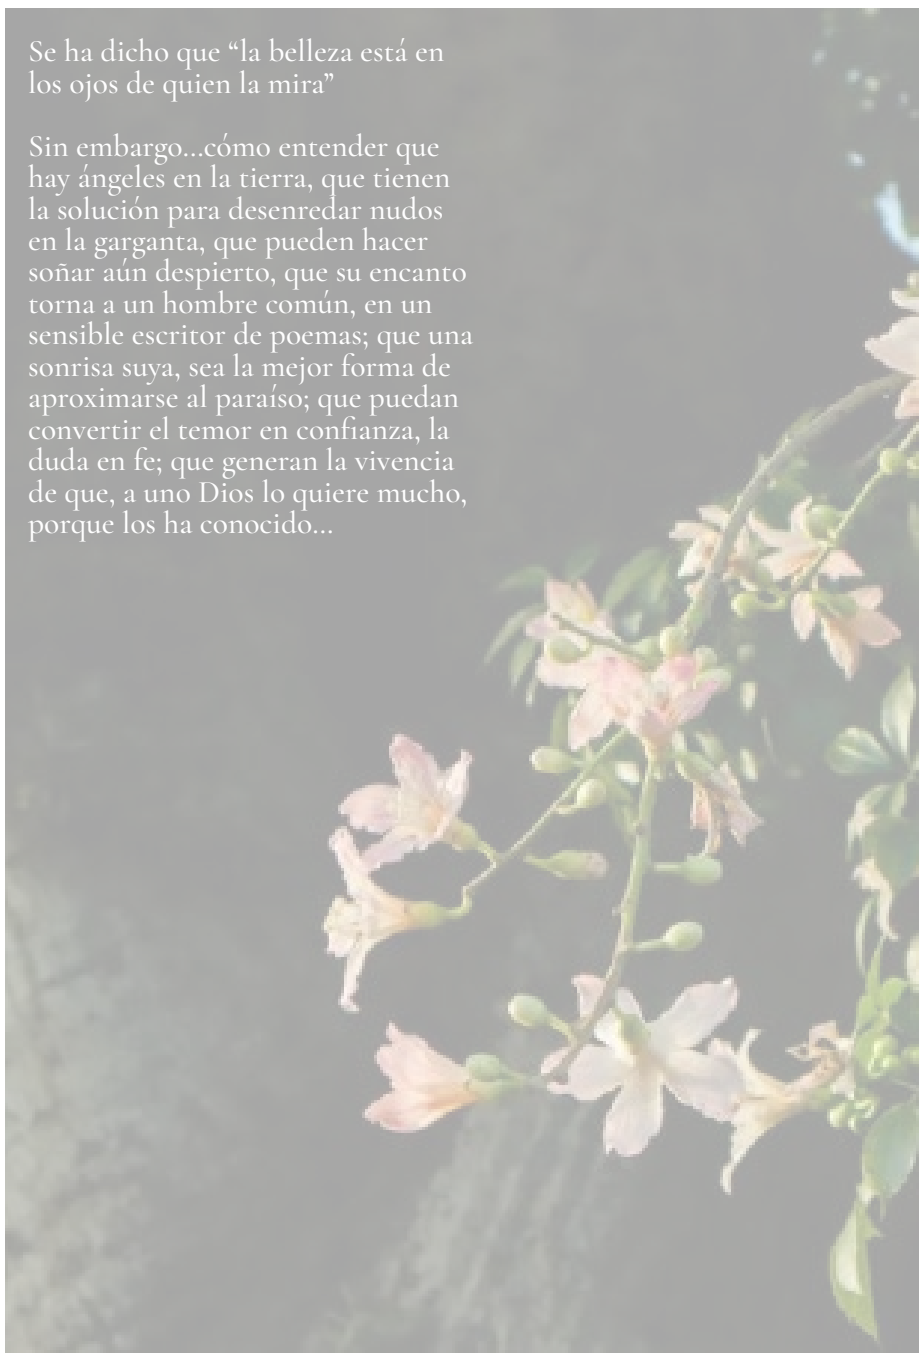 Se ha dicho que “la belleza está en
los ojos de quien la mira”
Sin embargo...cómo entender que
hay ángeles en la tierra, que tienen
la solución para desenredar nudos
en la garganta, que pueden hacer
soñar aún despierto, que su encanto
torna a un hombre común, en un
sensible escritor de poemas; que una
sonrisa suya, sea la mejor forma de
aproximarse al paraíso; que puedan
convertir el temor en confianza, la
duda en fe; que generan la vivencia
de que, a uno Dios lo quiere mucho,
porque los ha conocido...